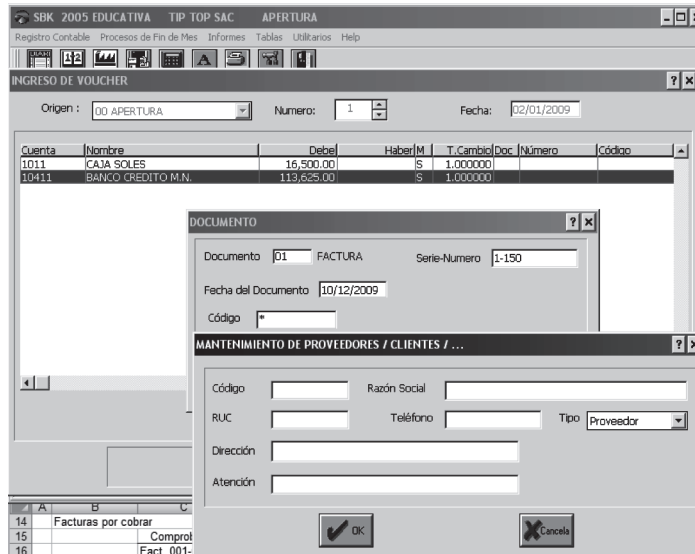 SBK 2005 EDUCATIVA TIP TOP SAC APERTURA
Registro Contable Procesos de Fin de Mes Informes Tablas Utilitarios Help
INGRESO DE VOUCHER
Origen : 00 APERTURA Numero: 1 Fecha: 02/01/2009
Cuenta Nombre Debe Haber M T.Cambio Doc Número Código
1011 CAJA SOLES 16,500.00 S 1.000000
10411 BANCO CREDITO M.N. 113,625.00 S 1.000000
DOCUMENTO
Documento 01 FACTURA Serie-Numero 1-150
Fecha del Documento 10/12/2009
Código *
MANTENIMIENTO DE PROVEEDORES / CLIENTES / ...
Código Razón Social
RUC Teléfono Tipo Proveedor
Dirección
Atención
OK Cancela
A B C
14 Facturas por cobrar
15 Comprob
16 Fact. 001-